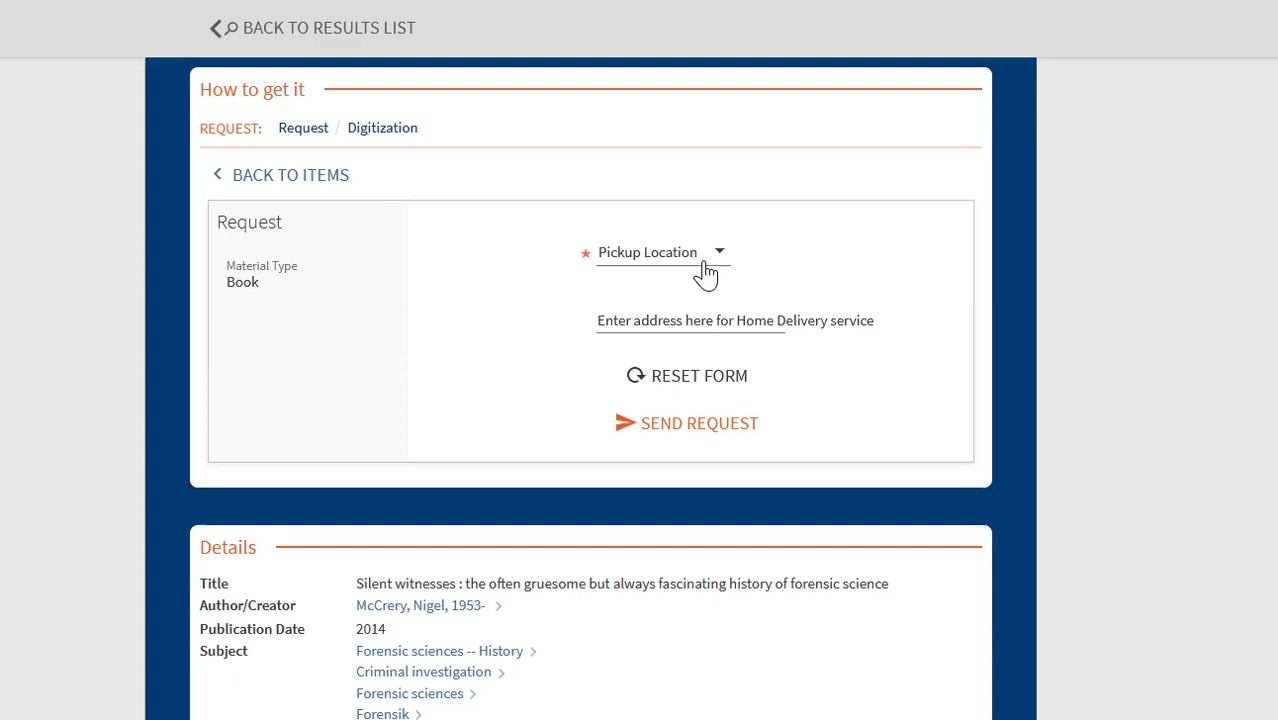 BACK TO RESULTS LIST
How to get it
REQUEST: Request / Digitization
BACK TO ITEMS
Request
Material Type
Book
* Pickup Location
Enter address here for Home Delivery service
RESET FORM
SEND REQUEST
Details
Title Silent witnesses : the often gruesome but always fascinating history of forensic science
Author/Creator McCrery, Nigel, 1953-
Publication Date 2014
Subject Forensic sciences -- History
Criminal investigation
Forensic sciences
Forensik